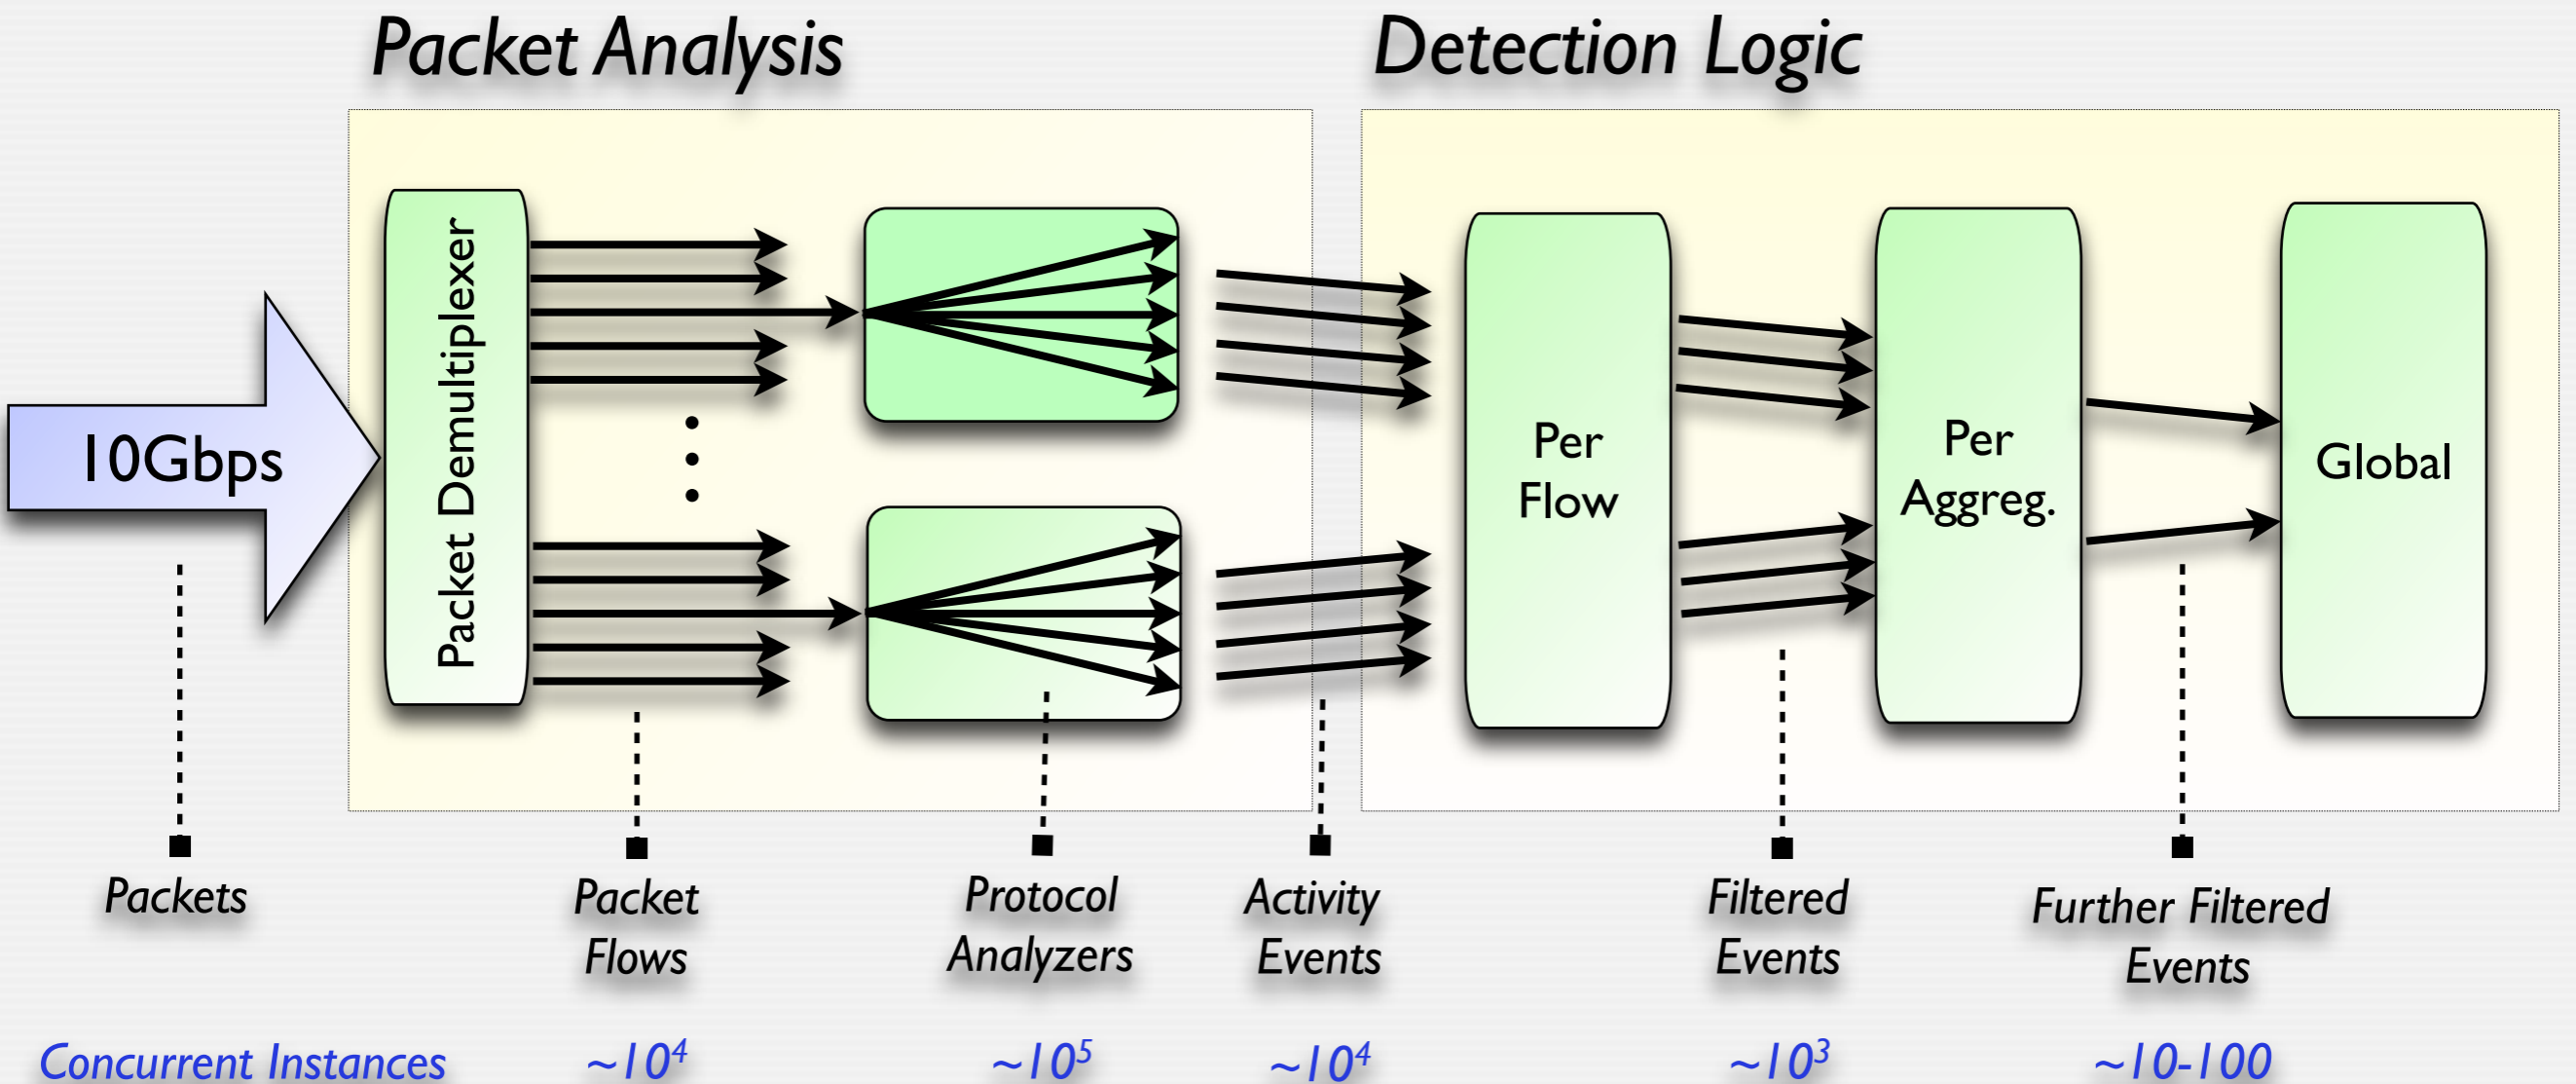 Packet Analysis
Detection Logic
10Gbps
Packet Demultiplexer
Per
Flow
Per
Aggreg.
Global
Packets
Packet
Flows
Protocol
Analyzers
Activity
Events
Filtered
Events
Further Filtered
Events
Concurrent Instances
~10⁴
~10⁵
~10⁴
~10³
~10-100